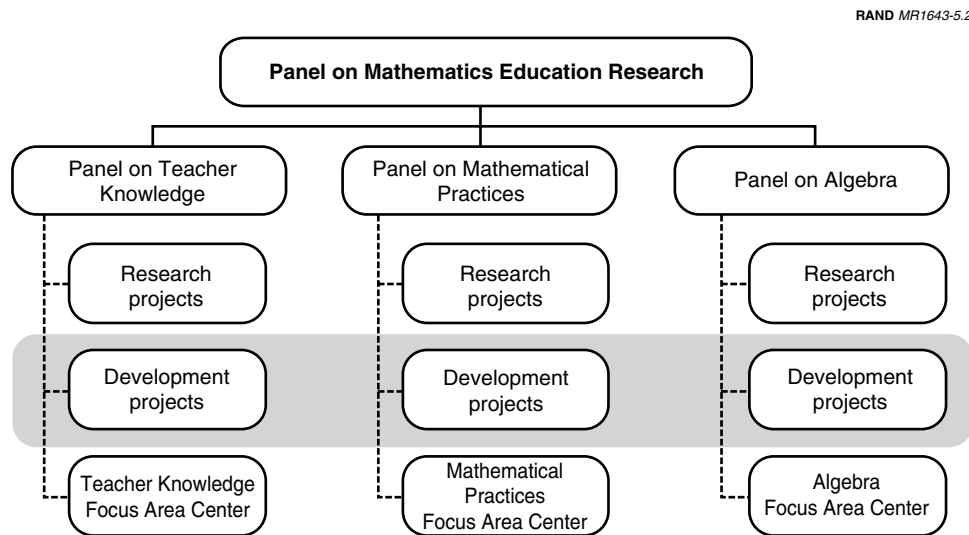 RAND MR1643-5.2
Panel on Mathematics Education Research
Panel on Teacher
Knowledge
Panel on Mathematical
Practices
Panel on Algebra
Research
projects
Research
projects
Research
projects
Development
projects
Development
projects
Development
projects
Teacher Knowledge
Focus Area Center
Mathematical
Practices
Focus Area Center
Algebra
Focus Area Center